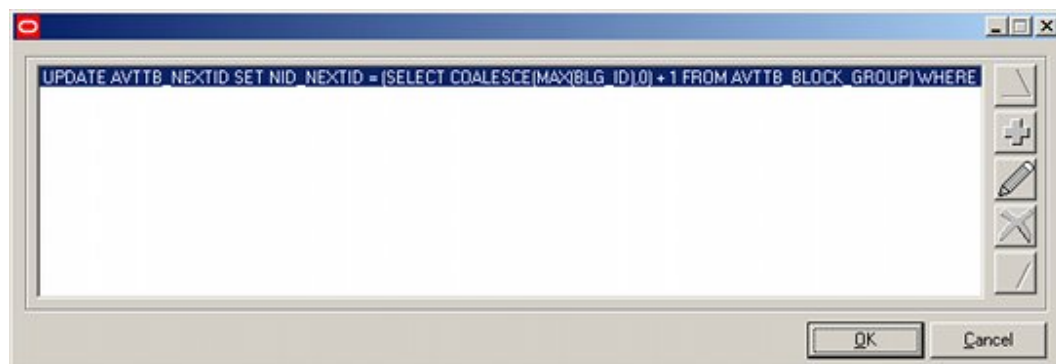 UPDATE AVTTB_NEXTID SET NID_NEXTID = (SELECT COALESCE(MAX(BLG_ID),0) + 1 FROM AVTTB_BLOCK_GROUP) WHERE
OK
Cancel